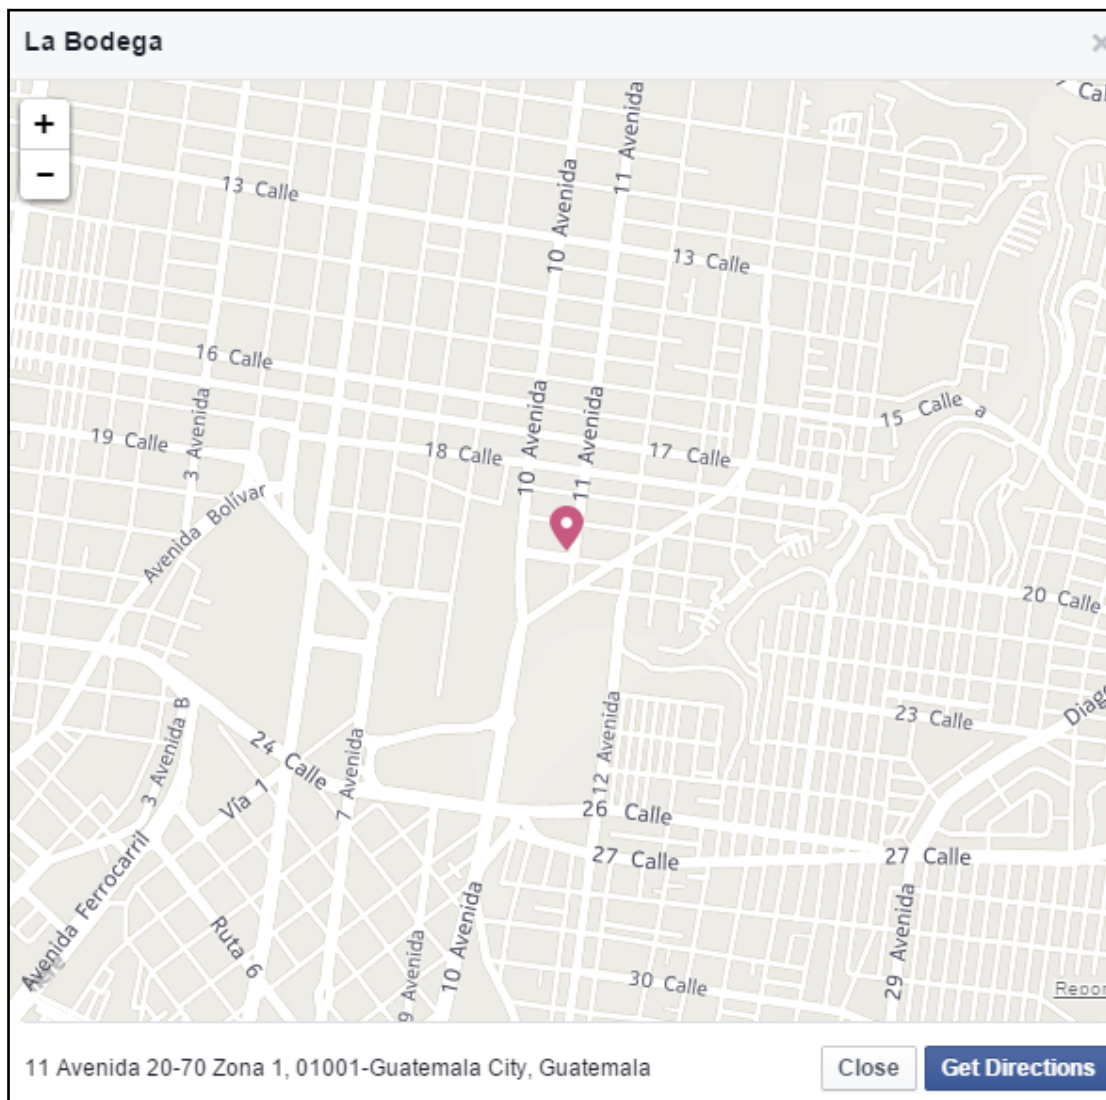 La Bodega
×
+
−
11 Avenida
10 Avenida
13 Calle
13 Calle
16 Calle
3 Avenida
10 Avenida
11 Avenida
15 Calle a
19 Calle
18 Calle
17 Calle
Avenida Bolívar
20 Calle
3 Avenida B
24 Calle
Vía 1
7 Avenida
12 Avenida
23 Calle
26 Calle
27 Calle
27 Calle
Avenida Ferrocarril
Ruta 6
9 Avenida
10 Avenida
30 Calle
29 Avenida
11 Avenida 20-70 Zona 1, 01001-Guatemala City, Guatemala
Close
Get Directions